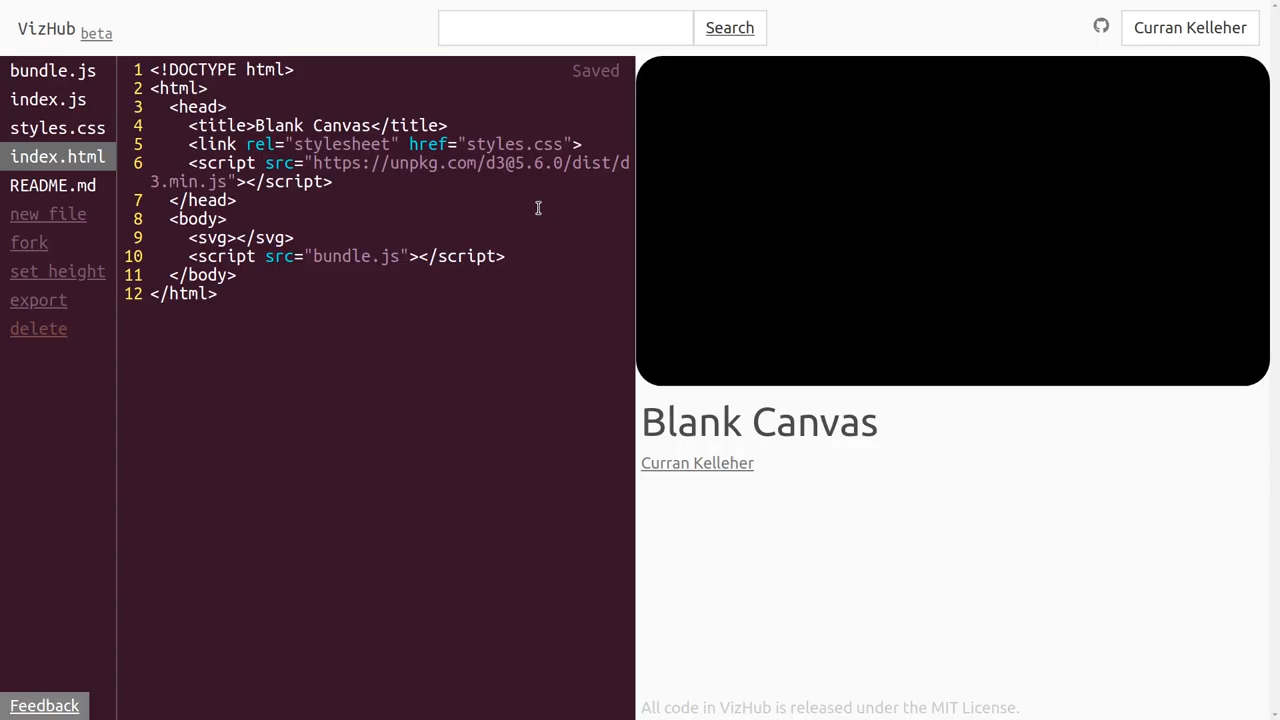 VizHub beta
Search
Curran Kelleher
bundle.js
index.js
styles.css
index.html
README.md
new file
fork
set height
export
delete
Feedback
Saved
1 <!DOCTYPE html>
2 <html>
3   <head>
4     <title>Blank Canvas</title>
5     <link rel="stylesheet" href="styles.css">
6     <script src="https://unpkg.com/d3@5.6.0/dist/d
3.min.js"></script>
7   </head>
8   <body>
9     <svg></svg>
10     <script src="bundle.js"></script>
11   </body>
12 </html>
Blank Canvas
Curran Kelleher
All code in VizHub is released under the MIT License.